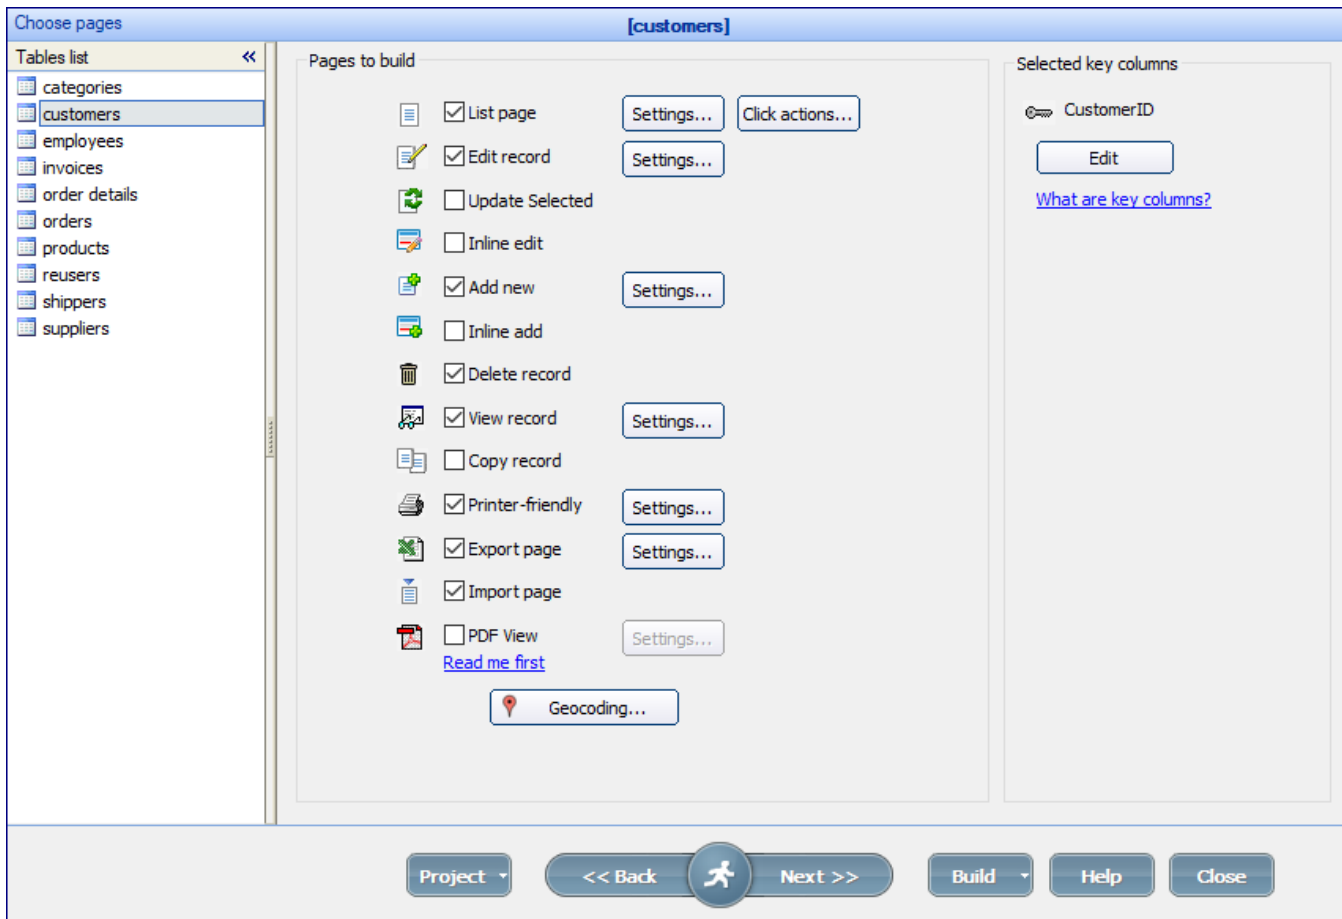 Choose pages
[customers]
Tables list
categories
customers
employees
invoices
order details
orders
products
reusers
shippers
suppliers
Pages to build
List page Settings... Click actions...
Edit record Settings...
Update Selected
Inline edit
Add new Settings...
Inline add
Delete record
View record Settings...
Copy record
Printer-friendly Settings...
Export page Settings...
Import page
PDF View Settings...
Read me first
Geocoding...
Selected key columns
CustomerID
Edit
What are key columns?
Project << Back Next >> Build Help Close